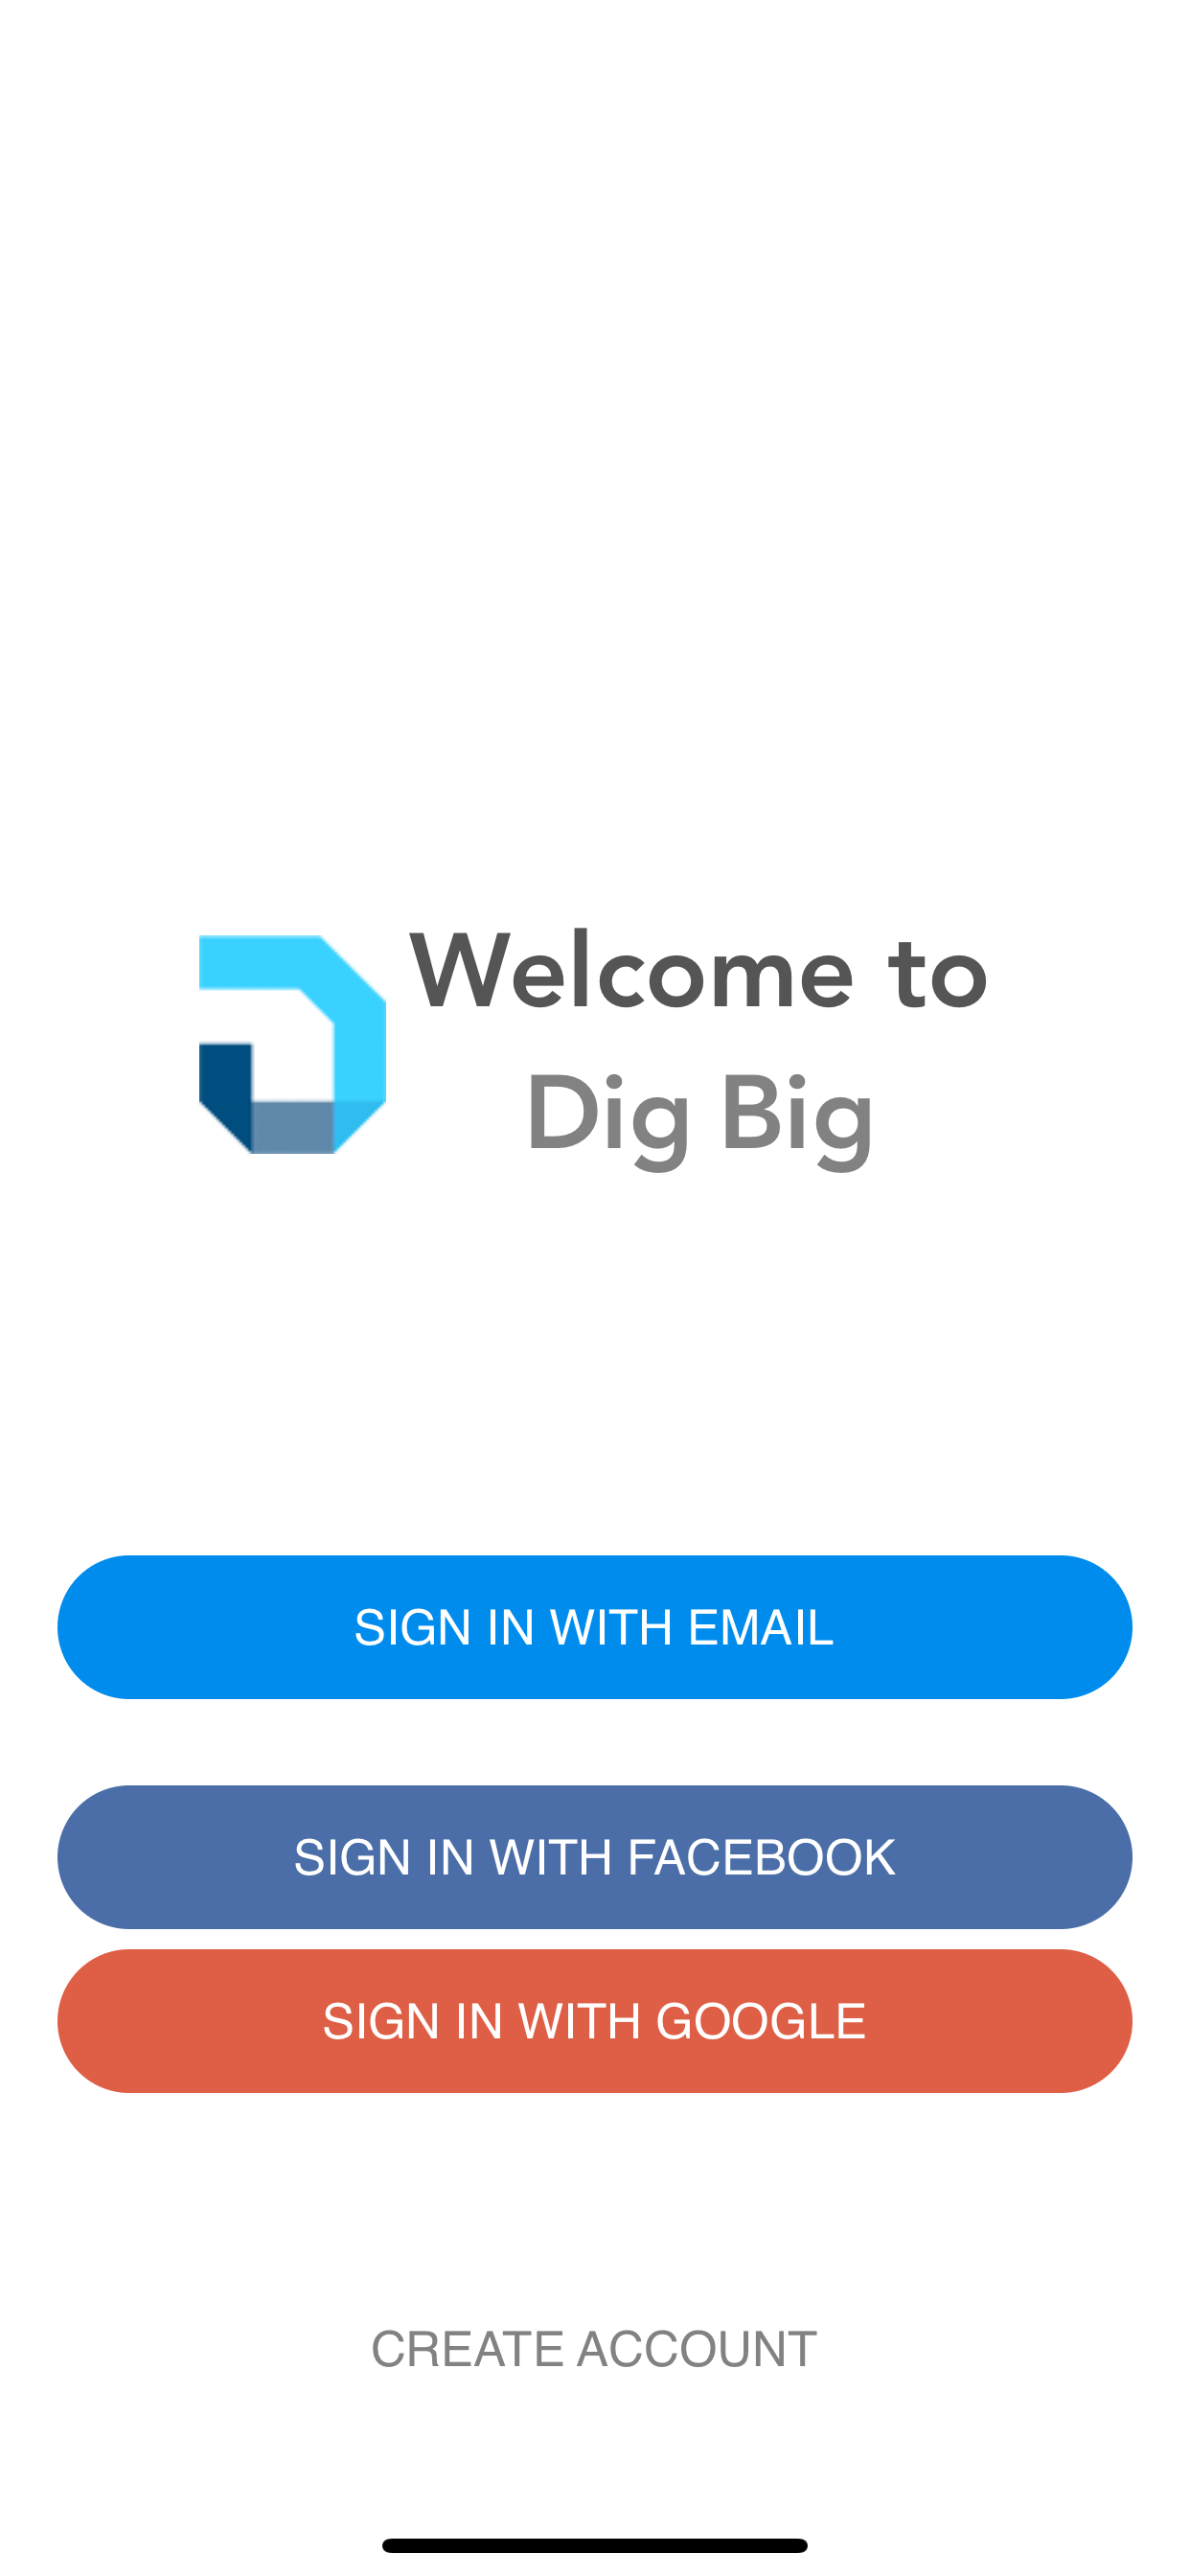 Welcome to
Dig Big
SIGN IN WITH EMAIL
SIGN IN WITH FACEBOOK
SIGN IN WITH GOOGLE
CREATE ACCOUNT